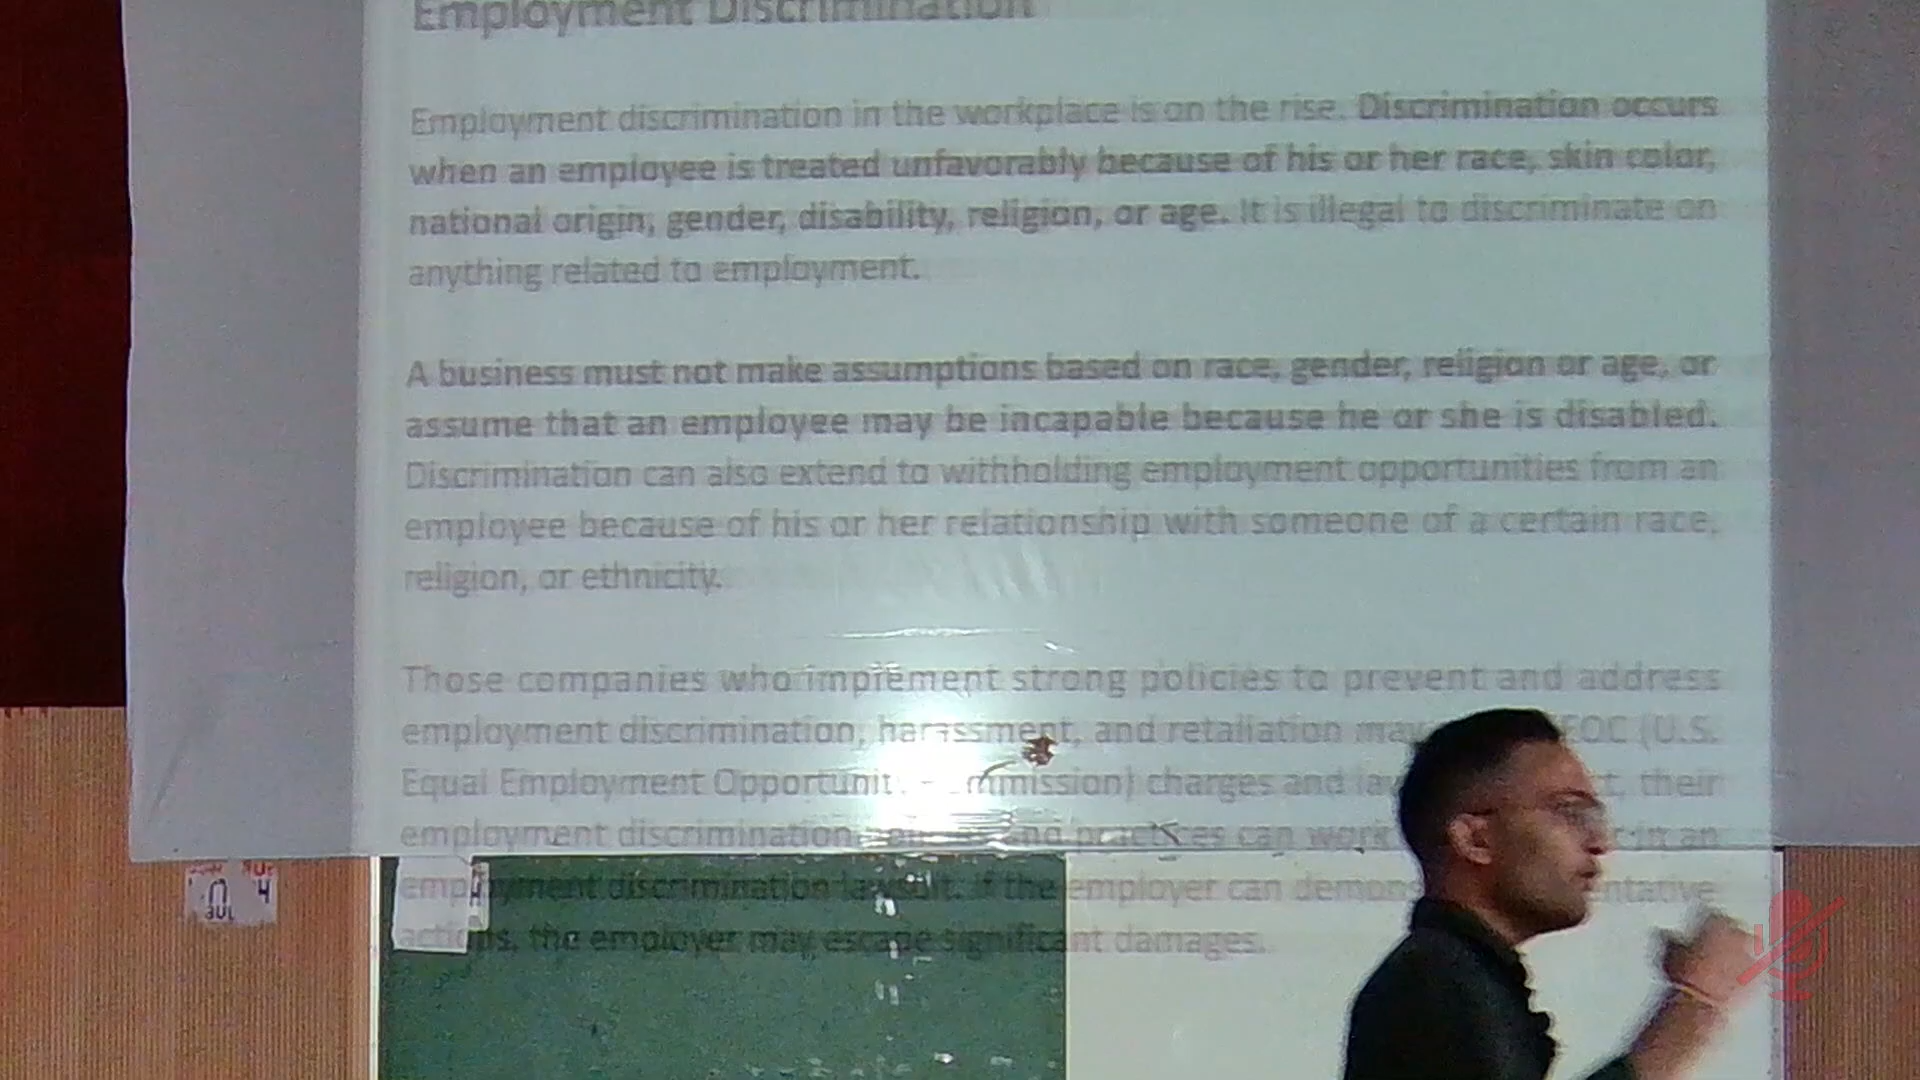 Employment Discrimination
Employment discrimination in the workplace is on the rise. Discrimination occurs
when an employee is treated unfavorably because of his or her race, skin color,
national origin, gender, disability, religion, or age. It is illegal to discriminate on
anything related to employment.
A business must not make assumptions based on race, gender, religion or age, or
assume that an employee may be incapable because he or she is disabled.
Discrimination can also extend to withholding employment opportunities from an
employee because of his or her relationship with someone of a certain race,
religion, or ethnicity.
Those companies who implement strong policies to prevent and address
employment discrimination, harassment, and retaliation may EOC (U.S.
Equal Employment Opportunit mmission) charges and their
employment discrimination practices can work in an
employment discrimination lawsuit. If the employer can demons ntative
actions, the employer may escape significant damages.